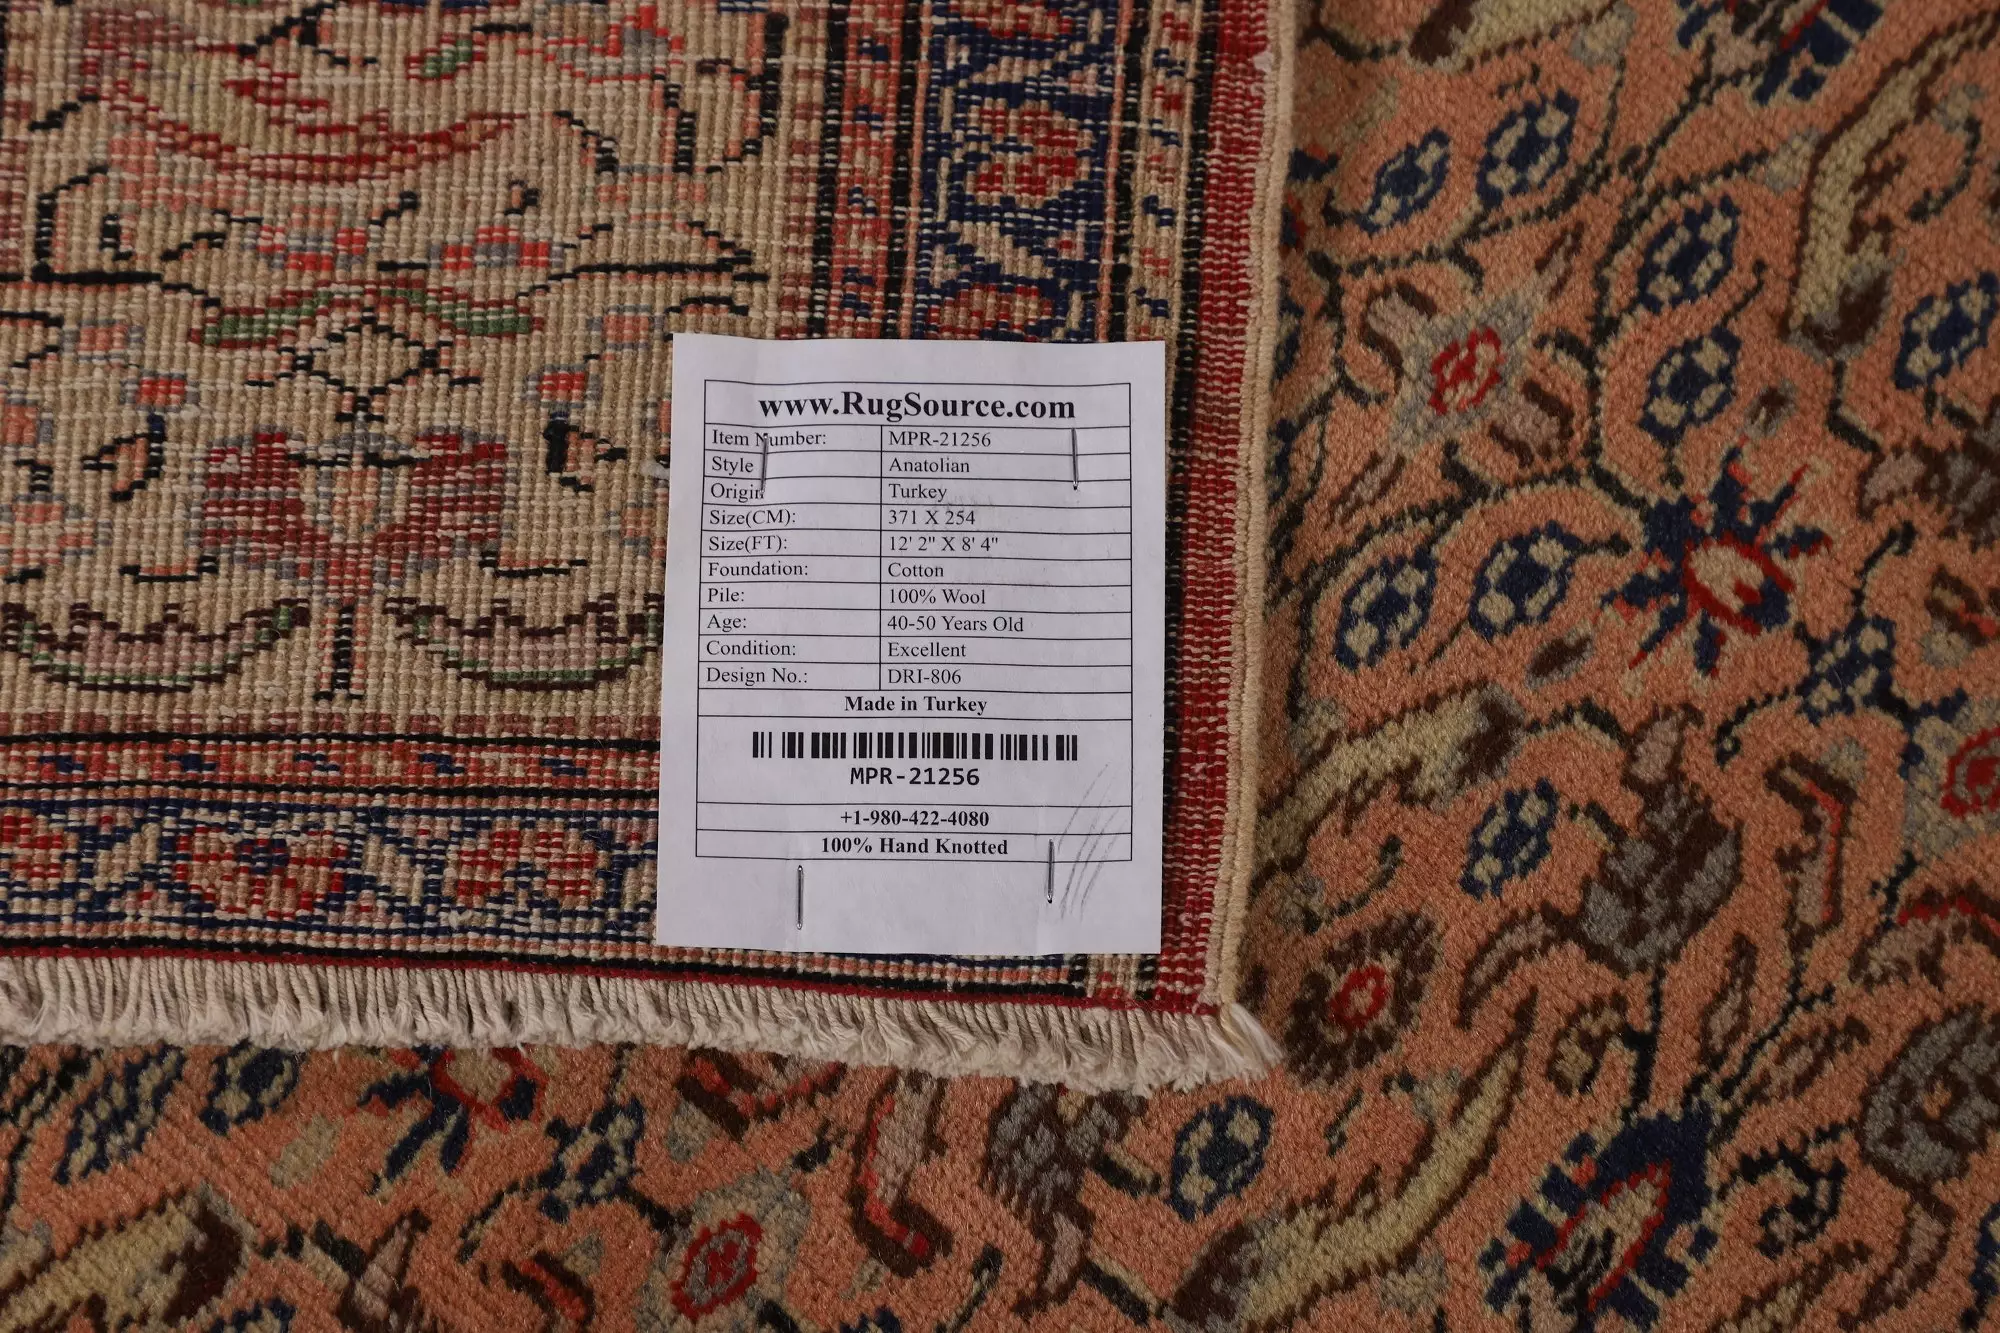 www.RugSource.com
Item Number: MPR-21256
Style Anatolian
Origin Turkey
Size(CM): 371 X 254
Size(FT): 12' 2" X 8' 4"
Foundation: Cotton
Pile: 100% Wool
Age: 40-50 Years Old
Condition: Excellent
Design No.: DRI-806
Made in Turkey
MPR-21256
+1-980-422-4080
100% Hand Knotted